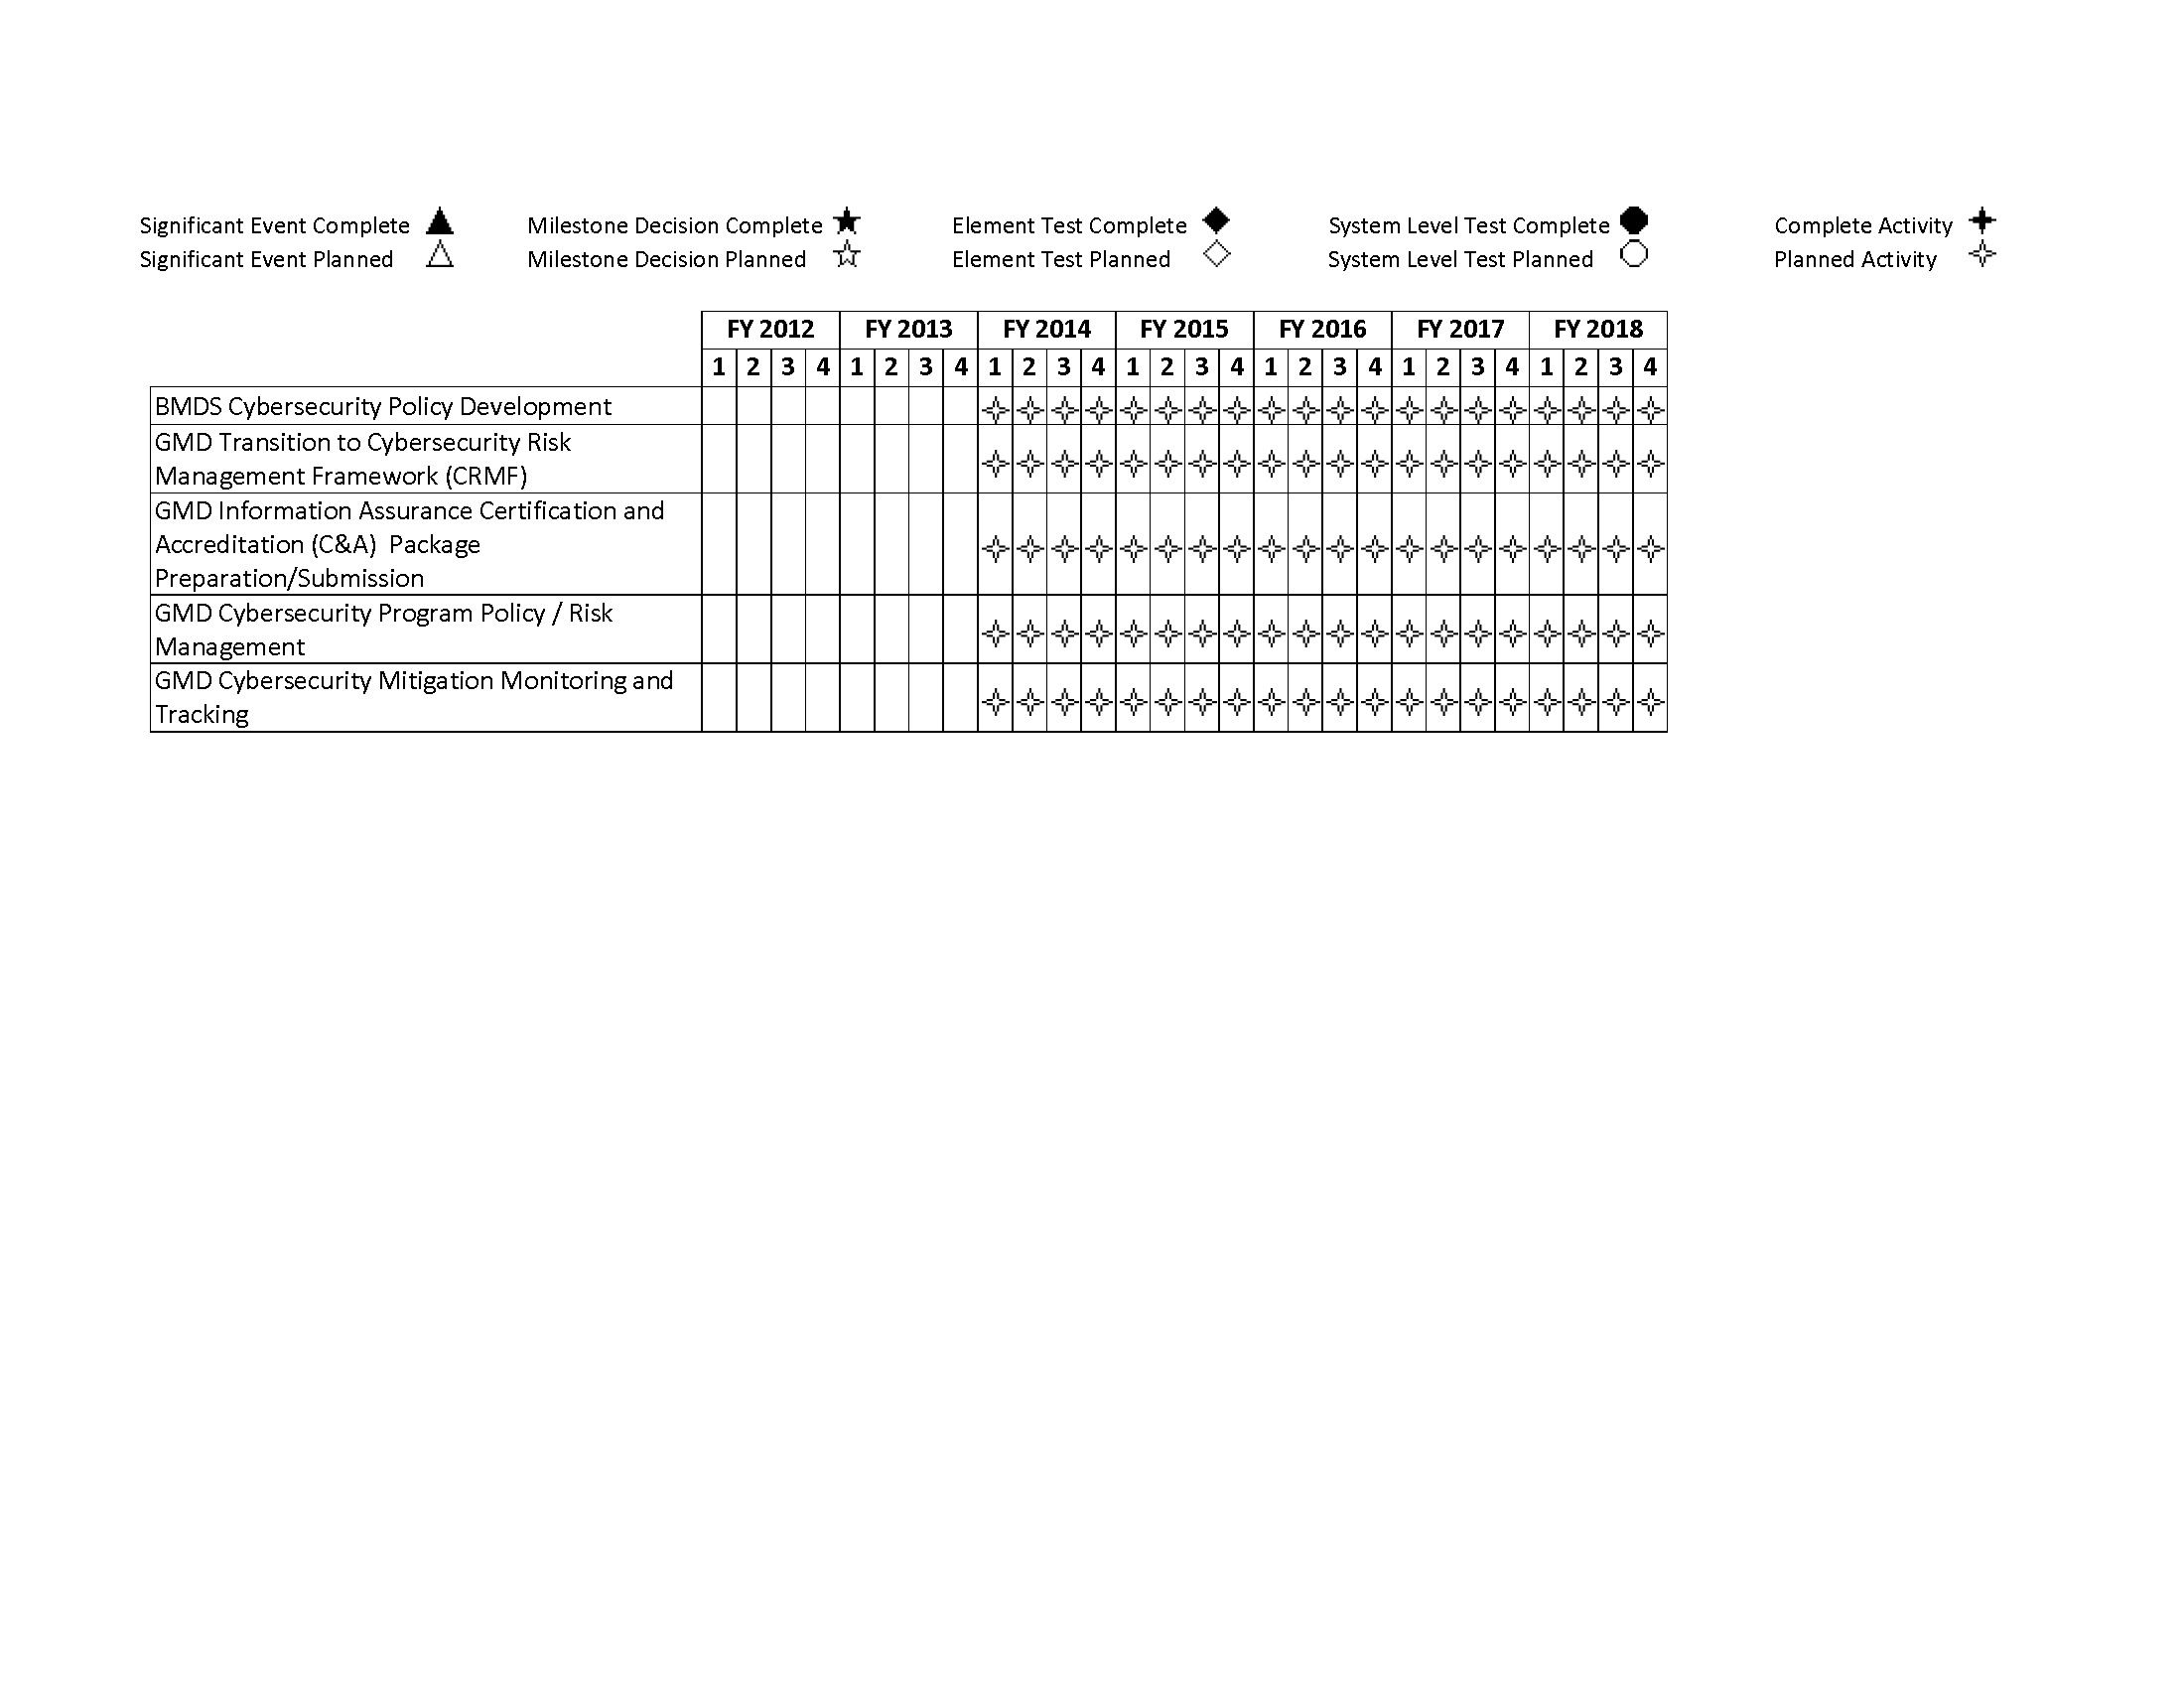 Significant Event Complete Milestone Decision Complete Element Test Complete System Level Test Complete Complete Activity
Significant Event Planned Milestone Decision Planned Element Test Planned System Level Test Planned Planned Activity
FY 2012 FY 2013 FY 2014 FY 2015 FY 2016 FY 2017 FY 2018
1 2 3 4 1 2 3 4 1 2 3 4 1 2 3 4 1 2 3 4 1 2 3 4 1 2 3 4
BMDS Cybersecurity Policy Development
GMD Transition to Cybersecurity Risk
Management Framework (CRMF)
GMD Information Assurance Certification and
Accreditation (C&A) Package
Preparation/Submission
GMD Cybersecurity Program Policy / Risk
Management
GMD Cybersecurity Mitigation Monitoring and
Tracking